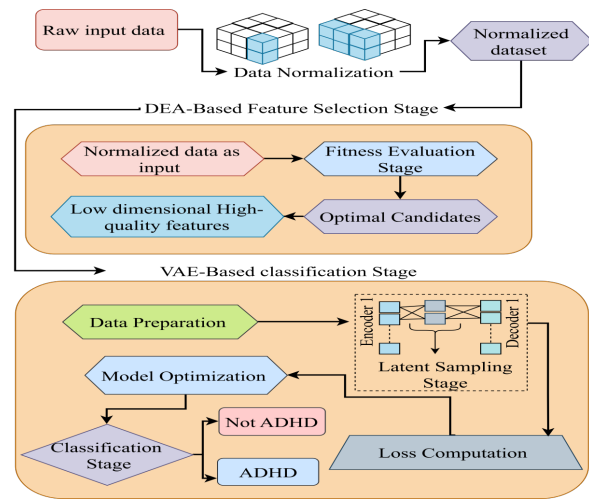 Raw input data
Data Normalization
Normalized
dataset
DEA-Based Feature Selection Stage
Normalized data as
input
Fitness Evaluation
Stage
Low dimensional High-
quality features
Optimal Candidates
VAE-Based classification Stage
Data Preparation
Encoder 1
Decoder 1
Latent Sampling
Stage
Model Optimization
Not ADHD
Classification
Stage
ADHD
Loss Computation